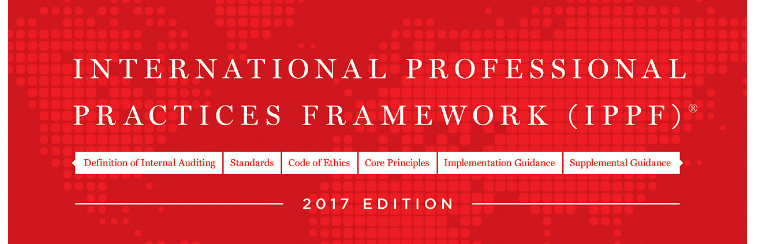 INTERNATIONAL PROFESSIONAL
PRACTICES FRAMEWORK (IPPF)®
Definition of Internal Auditing Standards Code of Ethics Core Principles Implementation Guidance Supplemental Guidance
2017 EDITION